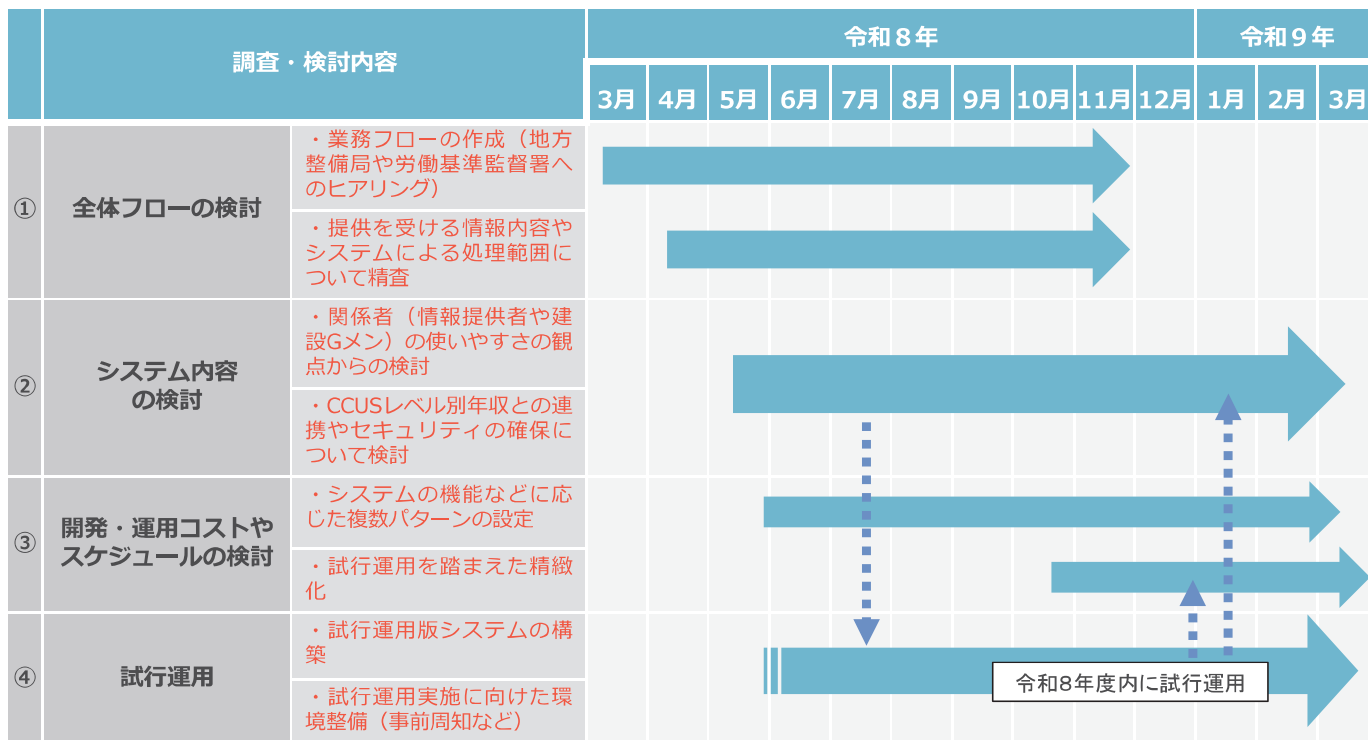 調査・検討内容
令和８年
令和９年
3月
4月
5月
6月
7月
8月
9月
10月
11月
12月
1月
2月
3月
①
全体フローの検討
・業務フローの作成（地方
整備局や労働基準監督署へ
のヒアリング）
・提供を受ける情報内容や
システムによる処理範囲に
ついて精査
②
システム内容
の検討
・関係者（情報提供者や建
設Gメン）の使いやすさの観
点からの検討
・CCUSレベル別年収との連
携やセキュリティの確保に
ついて検討
③
開発・運用コストや
スケジュールの検討
・システムの機能などに応
じた複数パターンの設定
・試行運用を踏まえた精緻
化
④
試行運用
・試行運用版システムの構
築
・試行運用実施に向けた環
境整備（事前周知など）
令和8年度内に試行運用